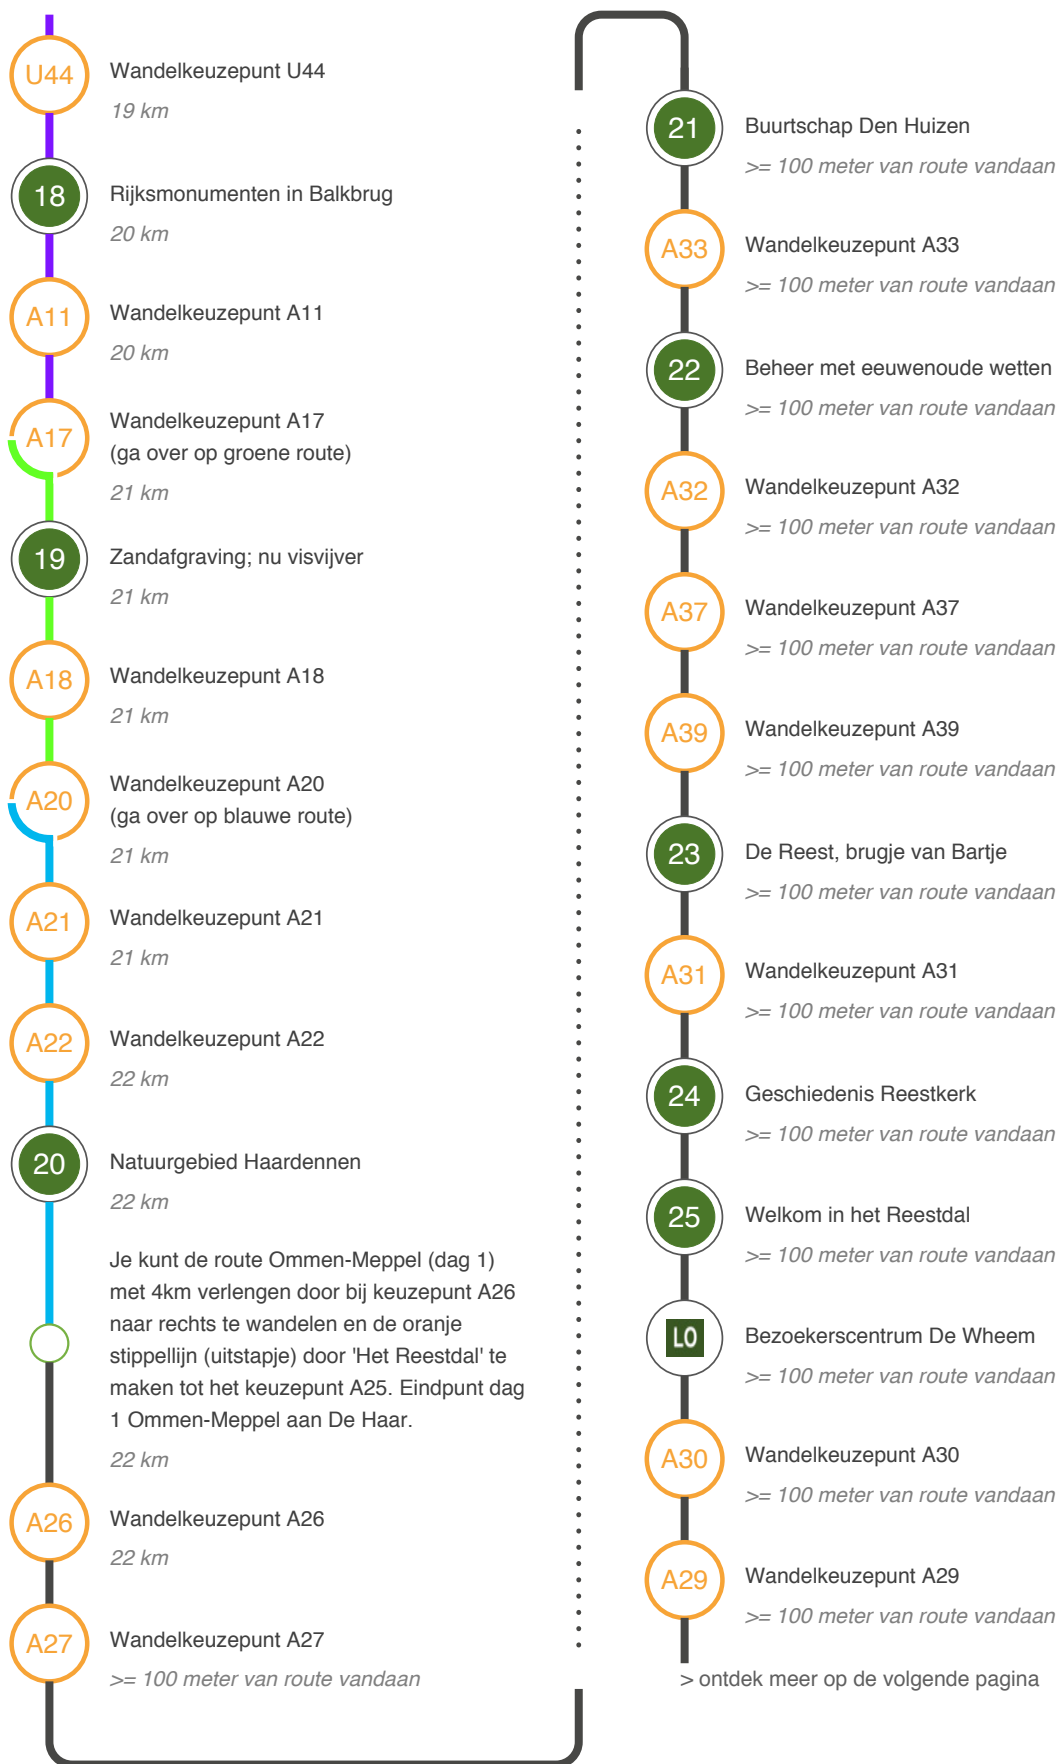 U44
Wandelkeuzepunt U44
19 km
18
Rijksmonumenten in Balkbrug
20 km
A11
Wandelkeuzepunt A11
20 km
A17
Wandelkeuzepunt A17
(ga over op groene route)
21 km
19
Zandafgraving; nu visvijver
21 km
A18
Wandelkeuzepunt A18
21 km
A20
Wandelkeuzepunt A20
(ga over op blauwe route)
21 km
A21
Wandelkeuzepunt A21
21 km
A22
Wandelkeuzepunt A22
22 km
20
Natuurgebied Haardennen
22 km
Je kunt de route Ommen-Meppel (dag 1)
met 4km verlengen door bij keuzepunt A26
naar rechts te wandelen en de oranje
stippellijn (uitstapje) door 'Het Reestdal' te
maken tot het keuzepunt A25. Eindpunt dag
1 Ommen-Meppel aan De Haar.
22 km
A26
Wandelkeuzepunt A26
22 km
A27
Wandelkeuzepunt A27
>= 100 meter van route vandaan
21
Buurtschap Den Huizen
>= 100 meter van route vandaan
A33
Wandelkeuzepunt A33
>= 100 meter van route vandaan
22
Beheer met eeuwenoude wetten
>= 100 meter van route vandaan
A32
Wandelkeuzepunt A32
>= 100 meter van route vandaan
A37
Wandelkeuzepunt A37
>= 100 meter van route vandaan
A39
Wandelkeuzepunt A39
>= 100 meter van route vandaan
23
De Reest, brugje van Bartje
>= 100 meter van route vandaan
A31
Wandelkeuzepunt A31
>= 100 meter van route vandaan
24
Geschiedenis Reestkerk
>= 100 meter van route vandaan
25
Welkom in het Reestdal
>= 100 meter van route vandaan
LO
Bezoekerscentrum De Wheem
>= 100 meter van route vandaan
A30
Wandelkeuzepunt A30
>= 100 meter van route vandaan
A29
Wandelkeuzepunt A29
>= 100 meter van route vandaan
> ontdek meer op de volgende pagina